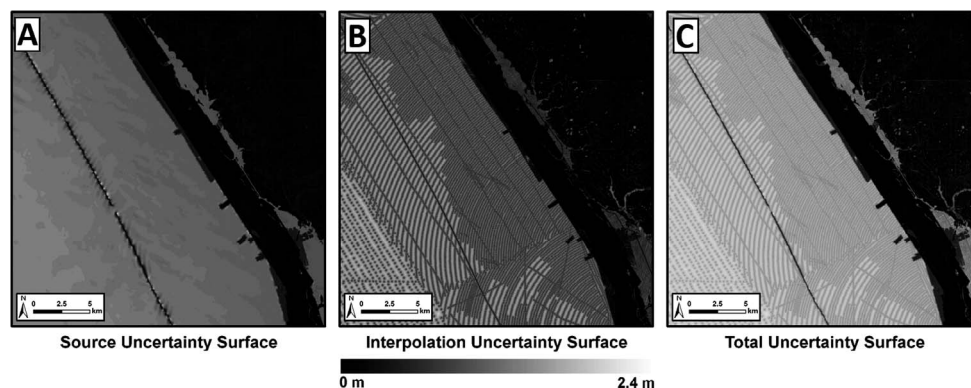 A
B
C
N
0 2.5 5
km
N
0 2.5 5
km
N
0 2.5 5
km
Source Uncertainty Surface
Interpolation Uncertainty Surface
Total Uncertainty Surface
0 m
2.4 m